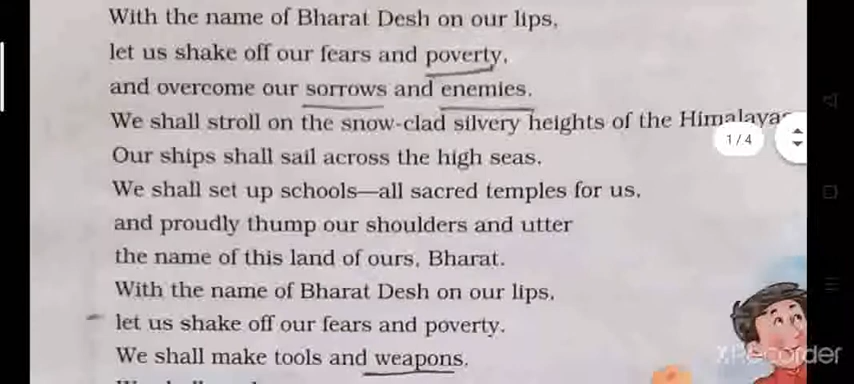 With the name of Bharat Desh on our lips,
let us shake off our fears and poverty,
and overcome our sorrows and enemies.
We shall stroll on the snow-clad silvery heights of the Himalayas
1/4
Our ships shall sail across the high seas.
We shall set up schools—all sacred temples for us,
and proudly thump our shoulders and utter
the name of this land of ours, Bharat.
With the name of Bharat Desh on our lips,
let us shake off our fears and poverty.
We shall make tools and weapons.
XRecorder